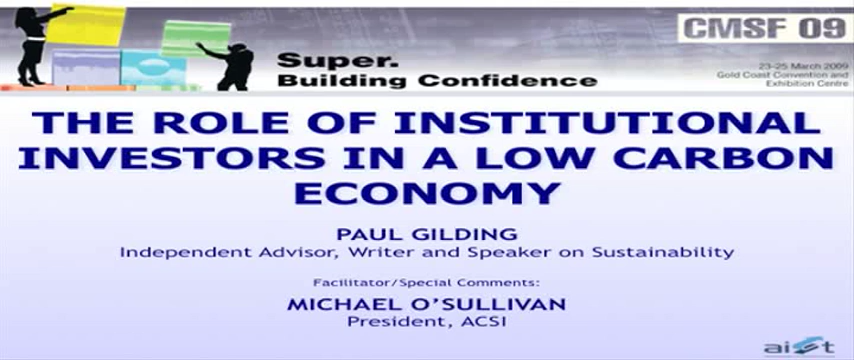 CMSF 09
Super.
Building Confidence
23-25 March 2009
Gold Coast Convention and
Exhibition Centre
THE ROLE OF INSTITUTIONAL
INVESTORS IN A LOW CARBON
ECONOMY
PAUL GILDING
Independent Advisor, Writer and Speaker on Sustainability
Facilitator/Special Comments:
MICHAEL O'SULLIVAN
President, ACSI
aist